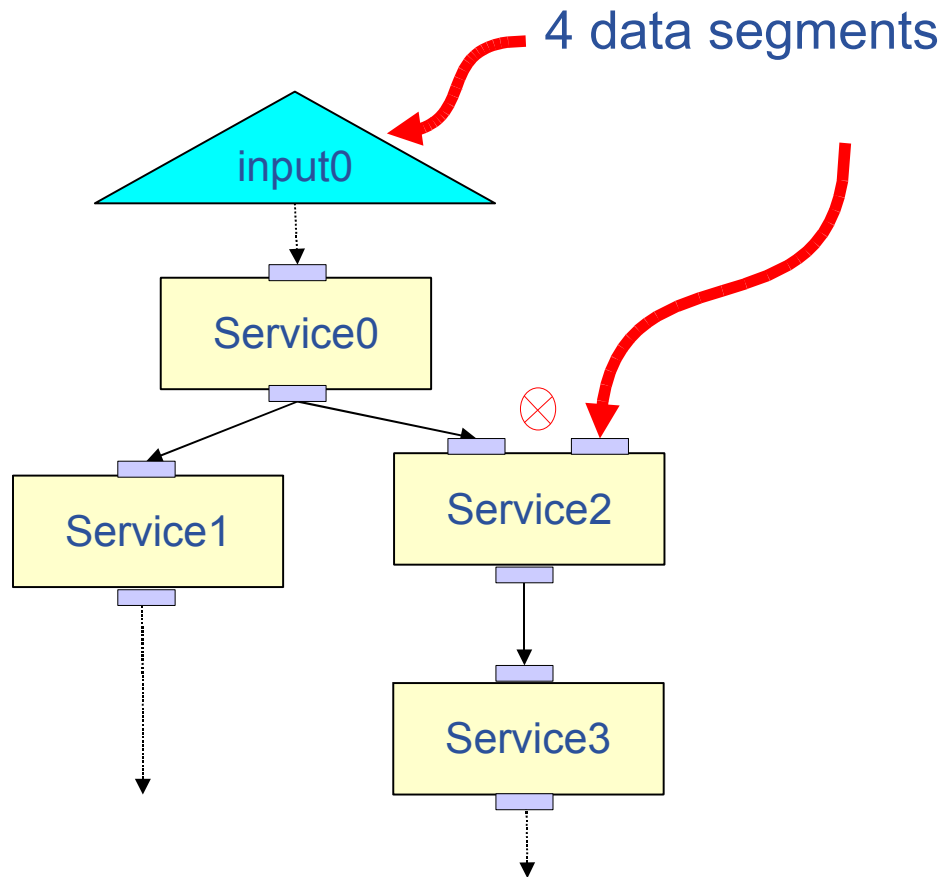 4 data segments
input0
Service0
Service2
Service1
Service3